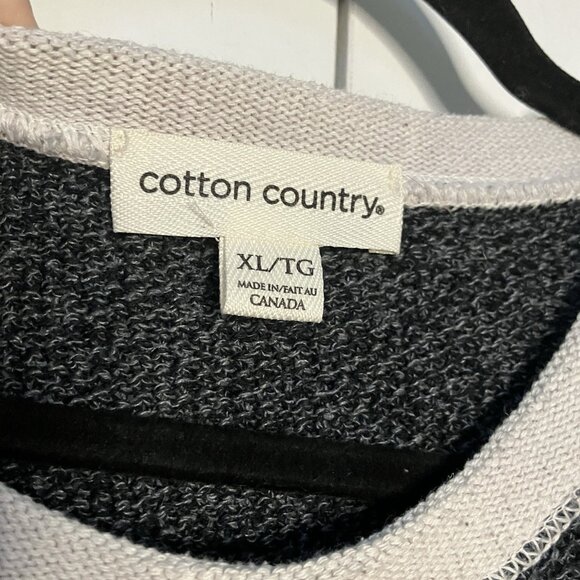 cotton country®
XL/TG
MADE IN/FAIT AU
CANADA